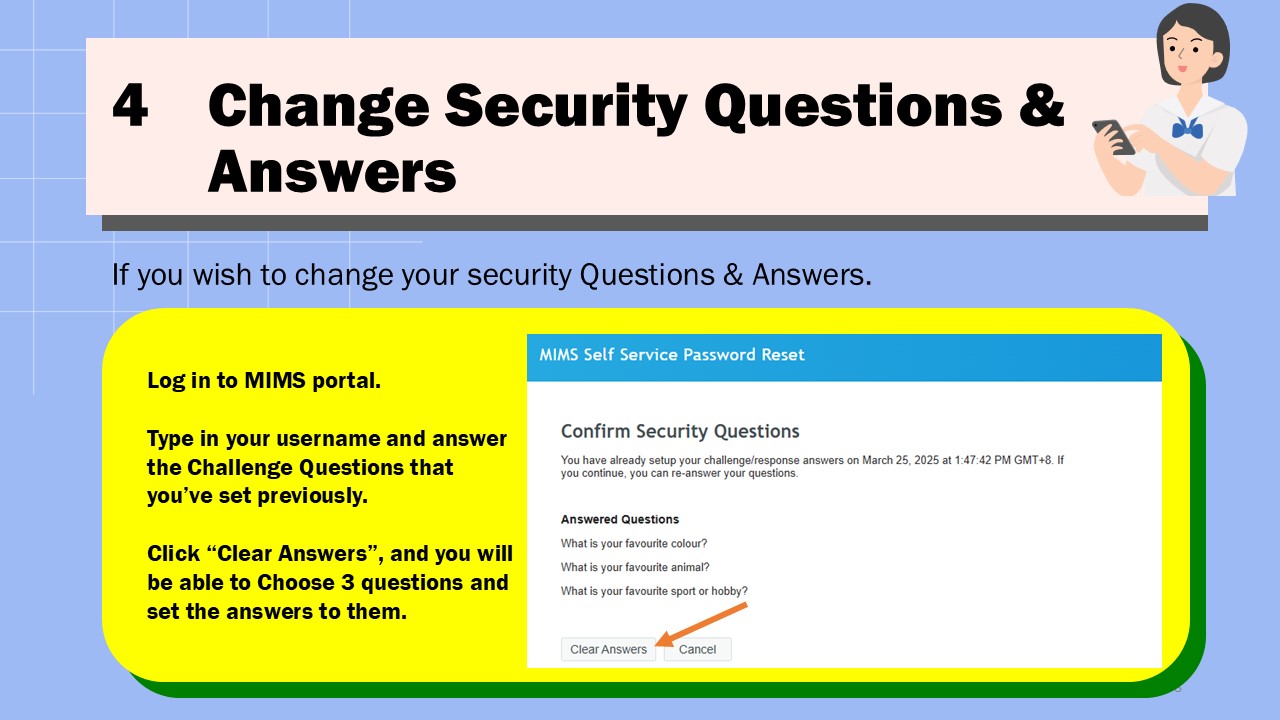 4 Change Security Questions &
Answers
If you wish to change your security Questions & Answers.
Log in to MIMS portal.
Type in your username and answer
the Challenge Questions that
you’ve set previously.
Click “Clear Answers”, and you will
be able to Choose 3 questions and
set the answers to them.
MIMS Self Service Password Reset
Confirm Security Questions
You have already setup your challenge/response answers on March 25, 2025 at 1:47:42 PM GMT+8. If
you continue, you can re-answer your questions.
Answered Questions
What is your favourite colour?
What is your favourite animal?
What is your favourite sport or hobby?
Clear Answers Cancel